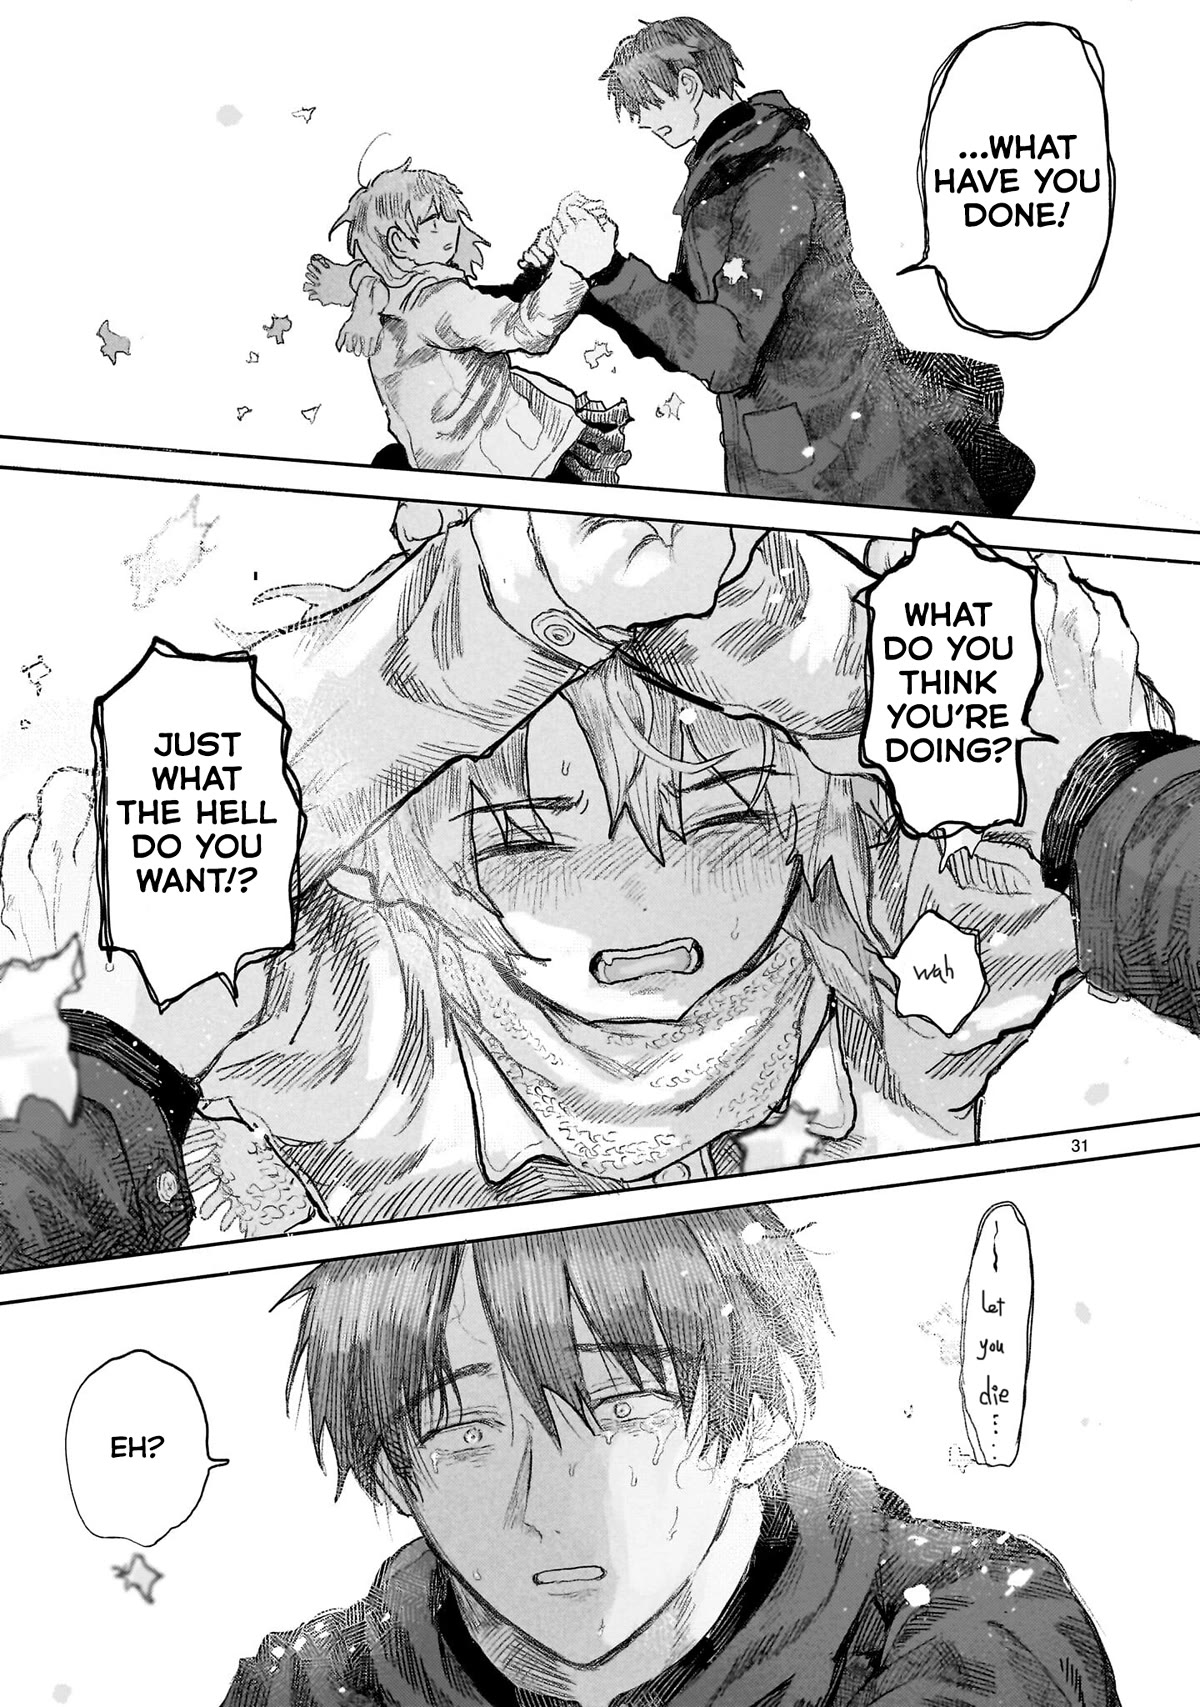 ...WHAT
HAVE YOU
DONE!
WHAT
DO YOU
THINK
YOU'RE
DOING?
JUST
WHAT
THE HELL
DO YOU
WANT!?
wah
31
let
you
die......
EH?